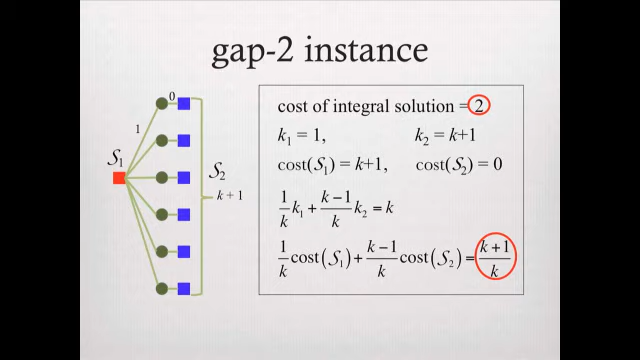 gap-2 instance
0
1
S₁
S₂
k + 1
cost of integral solution = 2
k₁ = 1, k₂ = k+1
cost(S₁) = k+1, cost(S₂) = 0
1/k k₁ + k−1/k k₂ = k
1/k cost(S₁) + k−1/k cost(S₂) = k+1/k